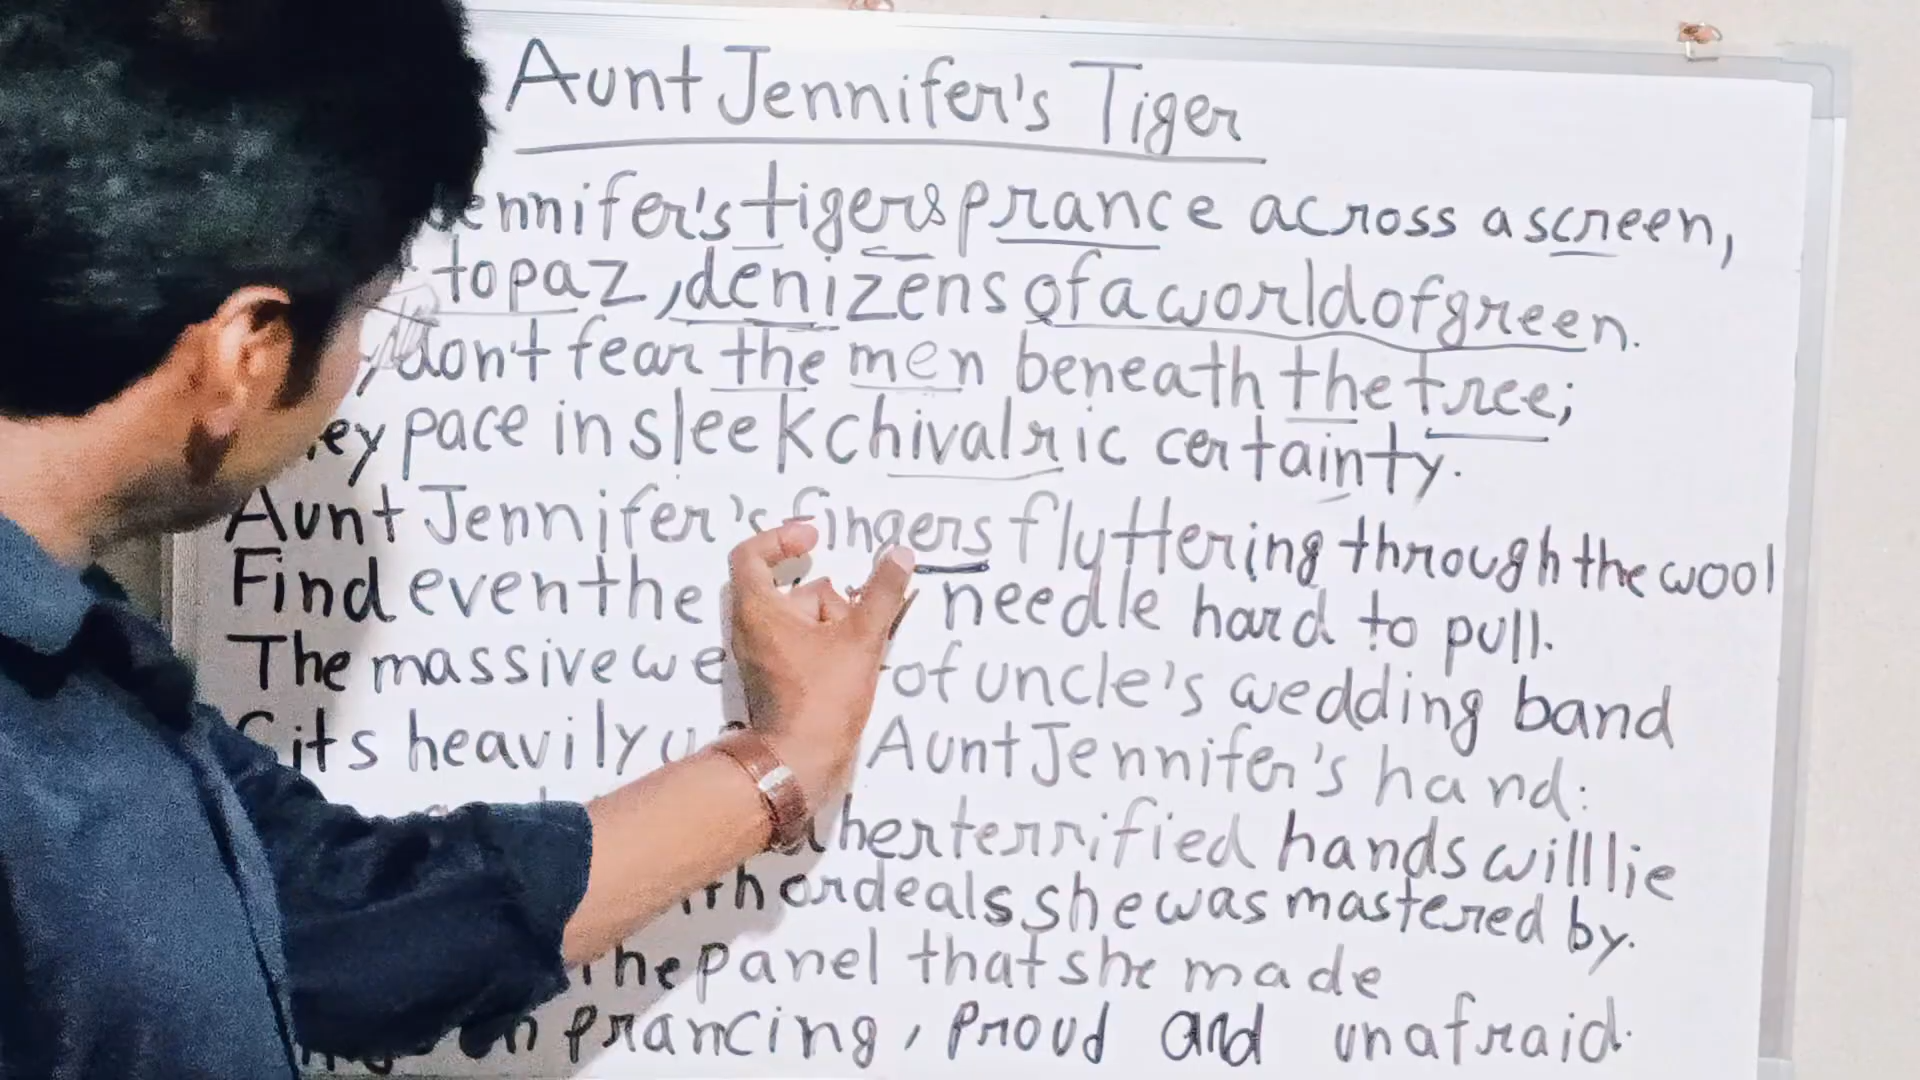 Aunt Jennifer's Tiger
ennifer's tigers prance across a screen,
topaz, denizens of a world of green.
don't fear the men beneath the tree;
ey pace in sleek chivalric certainty.
Aunt Jennifer's fingers fluttering through the wool
Find even the needle hard to pull.
The massive we of uncle's wedding band
Sits heavily u Aunt Jennifer's hand:
her terrified hands will lie
th ordeals she was mastered by.
the panel that she made
on prancing, proud and unafraid.